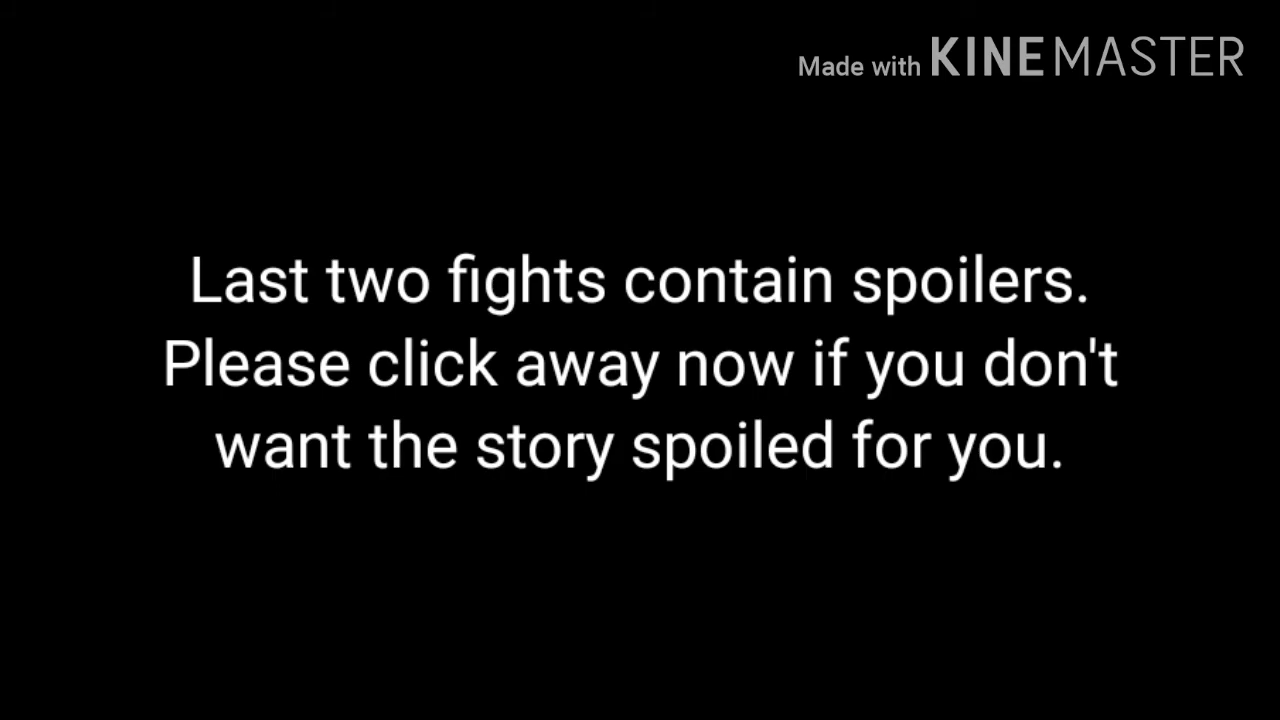 Made with KINEMASTER
Last two fights contain spoilers.
Please click away now if you don't
want the story spoiled for you.